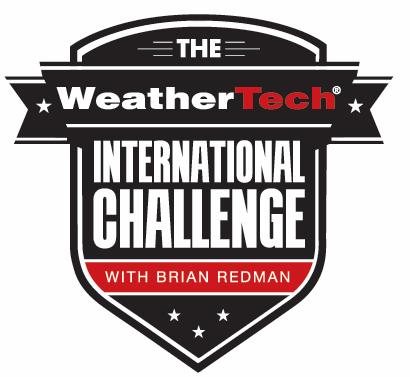 THE
WeatherTech®
INTERNATIONAL
CHALLENGE
WITH BRIAN REDMAN